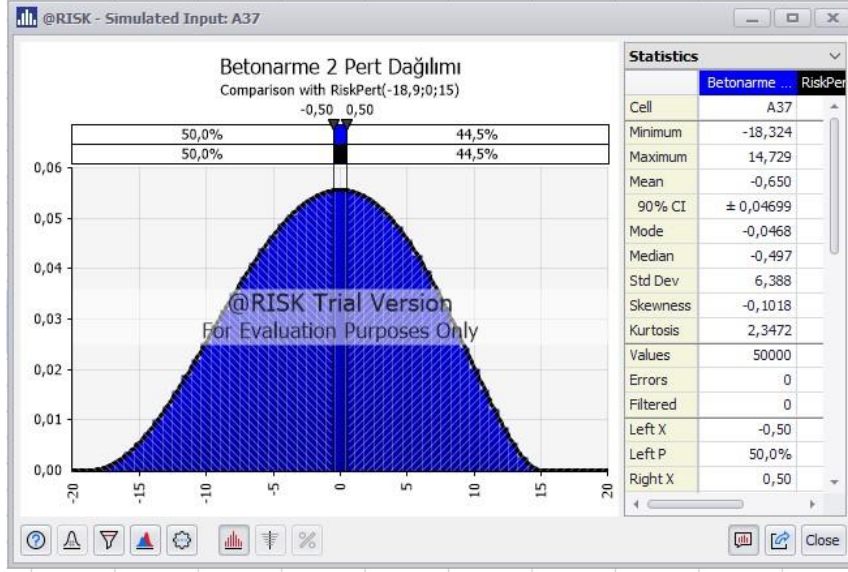 @RISK - Simulated Input: A37
Betonarme 2 Pert Dağılımı
Comparison with RiskPert(-18,9;0;15)
-0,50 0,50
50,0% 44,5%
50,0% 44,5%
0,06
0,05
0,04
0,03
0,02
0,01
0,00
@RISK Trial Version
For Evaluation Purposes Only
-20 -15 -10 -5 0 5 10 15 20
Statistics
Betonarme ... RiskPer
Cell A37
Minimum -18,324
Maximum 14,729
Mean -0,650
90% CI ± 0,04699
Mode -0,0468
Median -0,497
Std Dev 6,388
Skewness -0,1018
Kurtosis 2,3472
Values 50000
Errors 0
Filtered 0
Left X -0,50
Left P 50,0%
Right X 0,50
Close